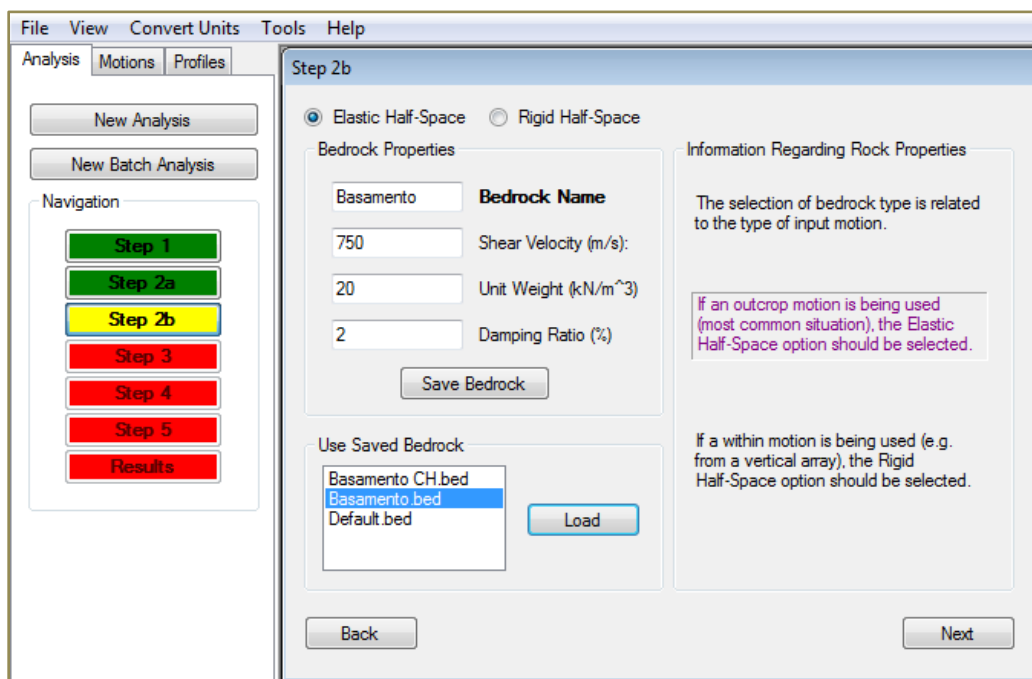 File View Convert Units Tools Help
Analysis Motions Profiles
New Analysis
New Batch Analysis
Navigation
Step 1
Step 2a
Step 2b
Step 3
Step 4
Step 5
Results
Step 2b
Elastic Half-Space Rigid Half-Space
Bedrock Properties
Basamento Bedrock Name
750 Shear Velocity (m/s):
20 Unit Weight (kN/m^3)
2 Damping Ratio (%)
Save Bedrock
Use Saved Bedrock
Basamento CH.bed
Basamento.bed
Default.bed
Load
Information Regarding Rock Properties
The selection of bedrock type is related
to the type of input motion.
If an outcrop motion is being used
(most common situation), the Elastic
Half-Space option should be selected.
If a within motion is being used (e.g.
from a vertical array), the Rigid
Half-Space option should be selected.
Back
Next